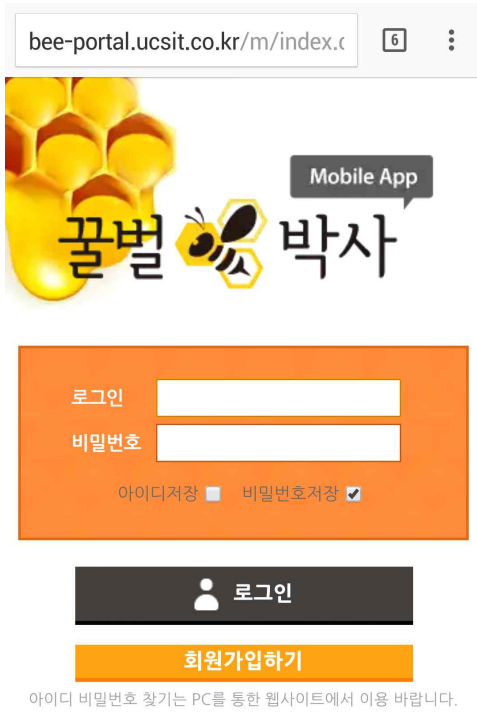 bee-portal.ucsit.co.kr/m/index.c
6
Mobile App
꿀벌 박사
로그인
비밀번호
아이디저장 비밀번호저장
로그인
회원가입하기
아이디 비밀번호 찾기는 PC를 통한 웹사이트에서 이용 바랍니다.